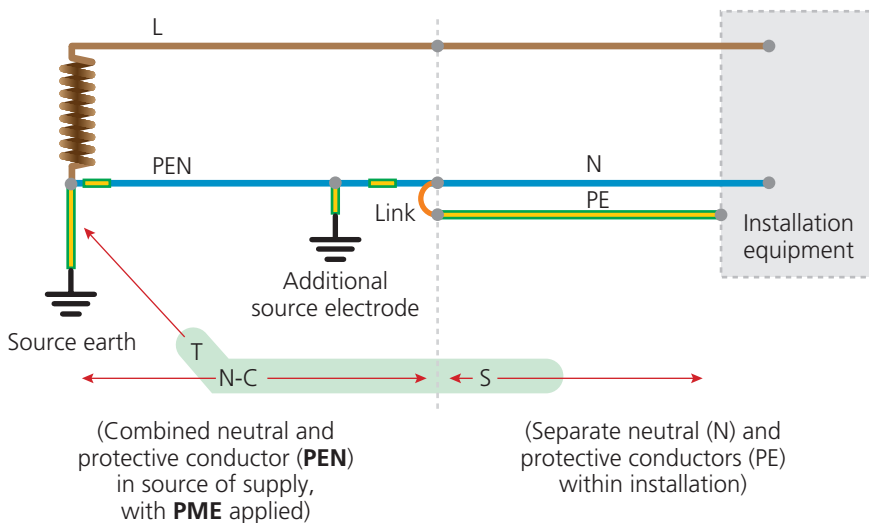 L
PEN
N
Link
PE
Installation
equipment
Additional
source electrode
Source earth
T
N-C
S
(Combined neutral and
protective conductor (PEN)
in source of supply,
with PME applied)
(Separate neutral (N) and
protective conductors (PE)
within installation)